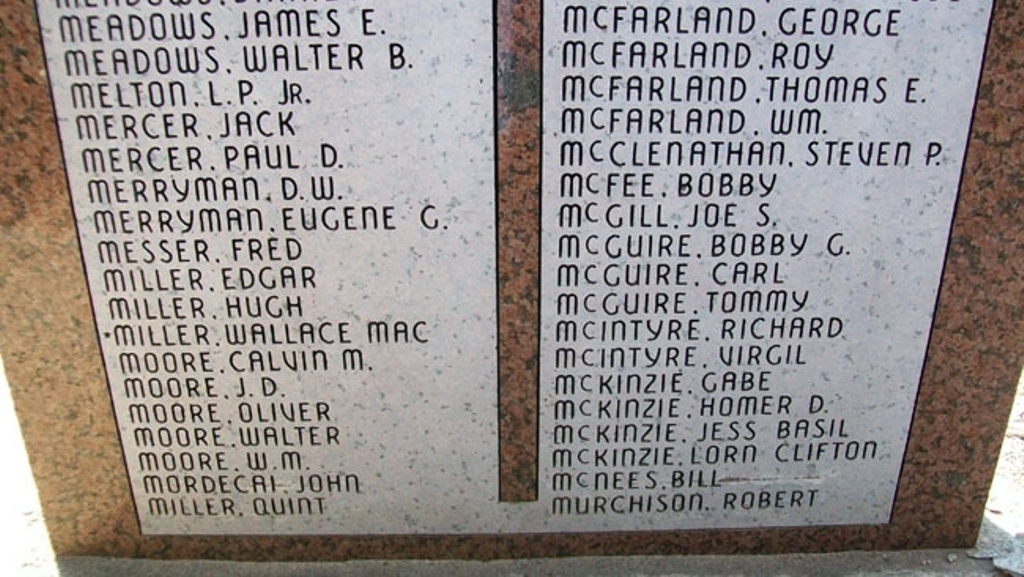 MEADOWS, JAMES E.
MEADOWS, WALTER B.
MELTON, L.P. JR.
MERCER, JACK
MERCER, PAUL D.
MERRYMAN, D.W.
MERRYMAN, EUGENE G.
MESSER, FRED
MILLER, EDGAR
MILLER, HUGH
·MILLER, WALLACE MAC
MOORE, CALVIN M.
MOORE, J.D.
MOORE, OLIVER
MOORE, WALTER
MOORE, W.M.
MORDECAI, JOHN
MILLER, QUINT
MCFARLAND, GEORGE
MCFARLAND, ROY
MCFARLAND, THOMAS E.
MCFARLAND, WM.
MCCLENATHAN, STEVEN P.
MCFEE, BOBBY
MCGILL, JOE S.
MCGUIRE, BOBBY G.
MCGUIRE, CARL
MCGUIRE, TOMMY
MCINTYRE, RICHARD
MCINTYRE, VIRGIL
MCKINZIE, GABE
MCKINZIE, HOMER D.
MCKINZIE, JESS BASIL
MCKINZIE, LORN CLIFTON
MCNEES, BILL
MURCHISON, ROBERT